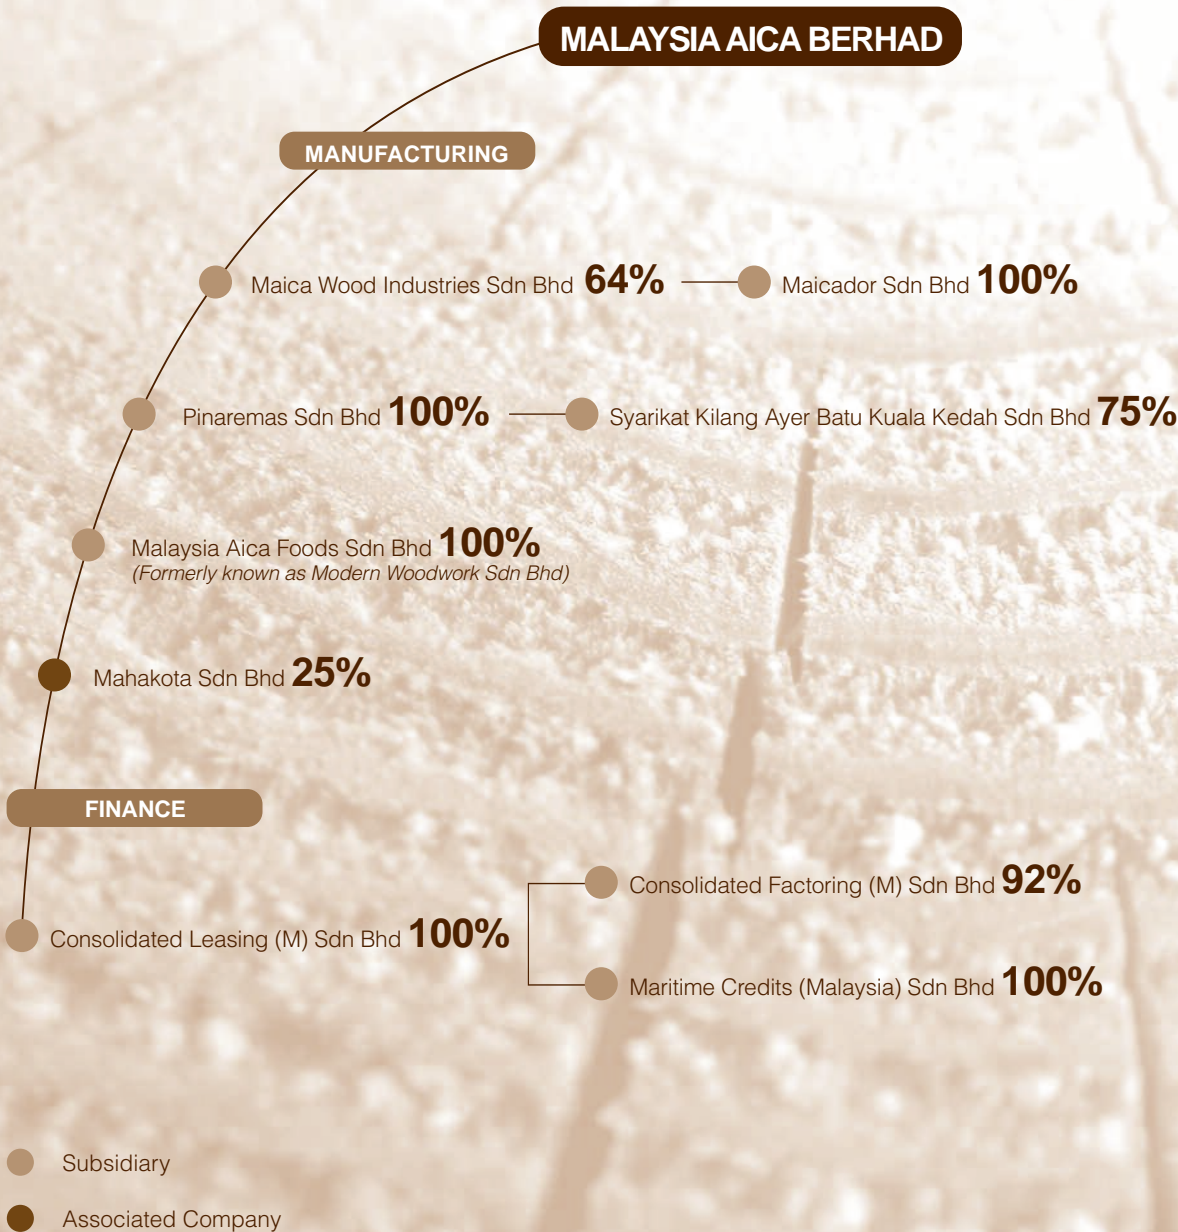 MALAYSIA AICA BERHAD
MANUFACTURING
Maica Wood Industries Sdn Bhd 64%
Maicador Sdn Bhd 100%
Pinaremas Sdn Bhd 100%
Syarikat Kilang Ayer Batu Kuala Kedah Sdn Bhd 75%
Malaysia Aica Foods Sdn Bhd 100%
(Formerly known as Modern Woodwork Sdn Bhd)
Mahakota Sdn Bhd 25%
FINANCE
Consolidated Leasing (M) Sdn Bhd 100%
Consolidated Factoring (M) Sdn Bhd 92%
Maritime Credits (Malaysia) Sdn Bhd 100%
Subsidiary
Associated Company